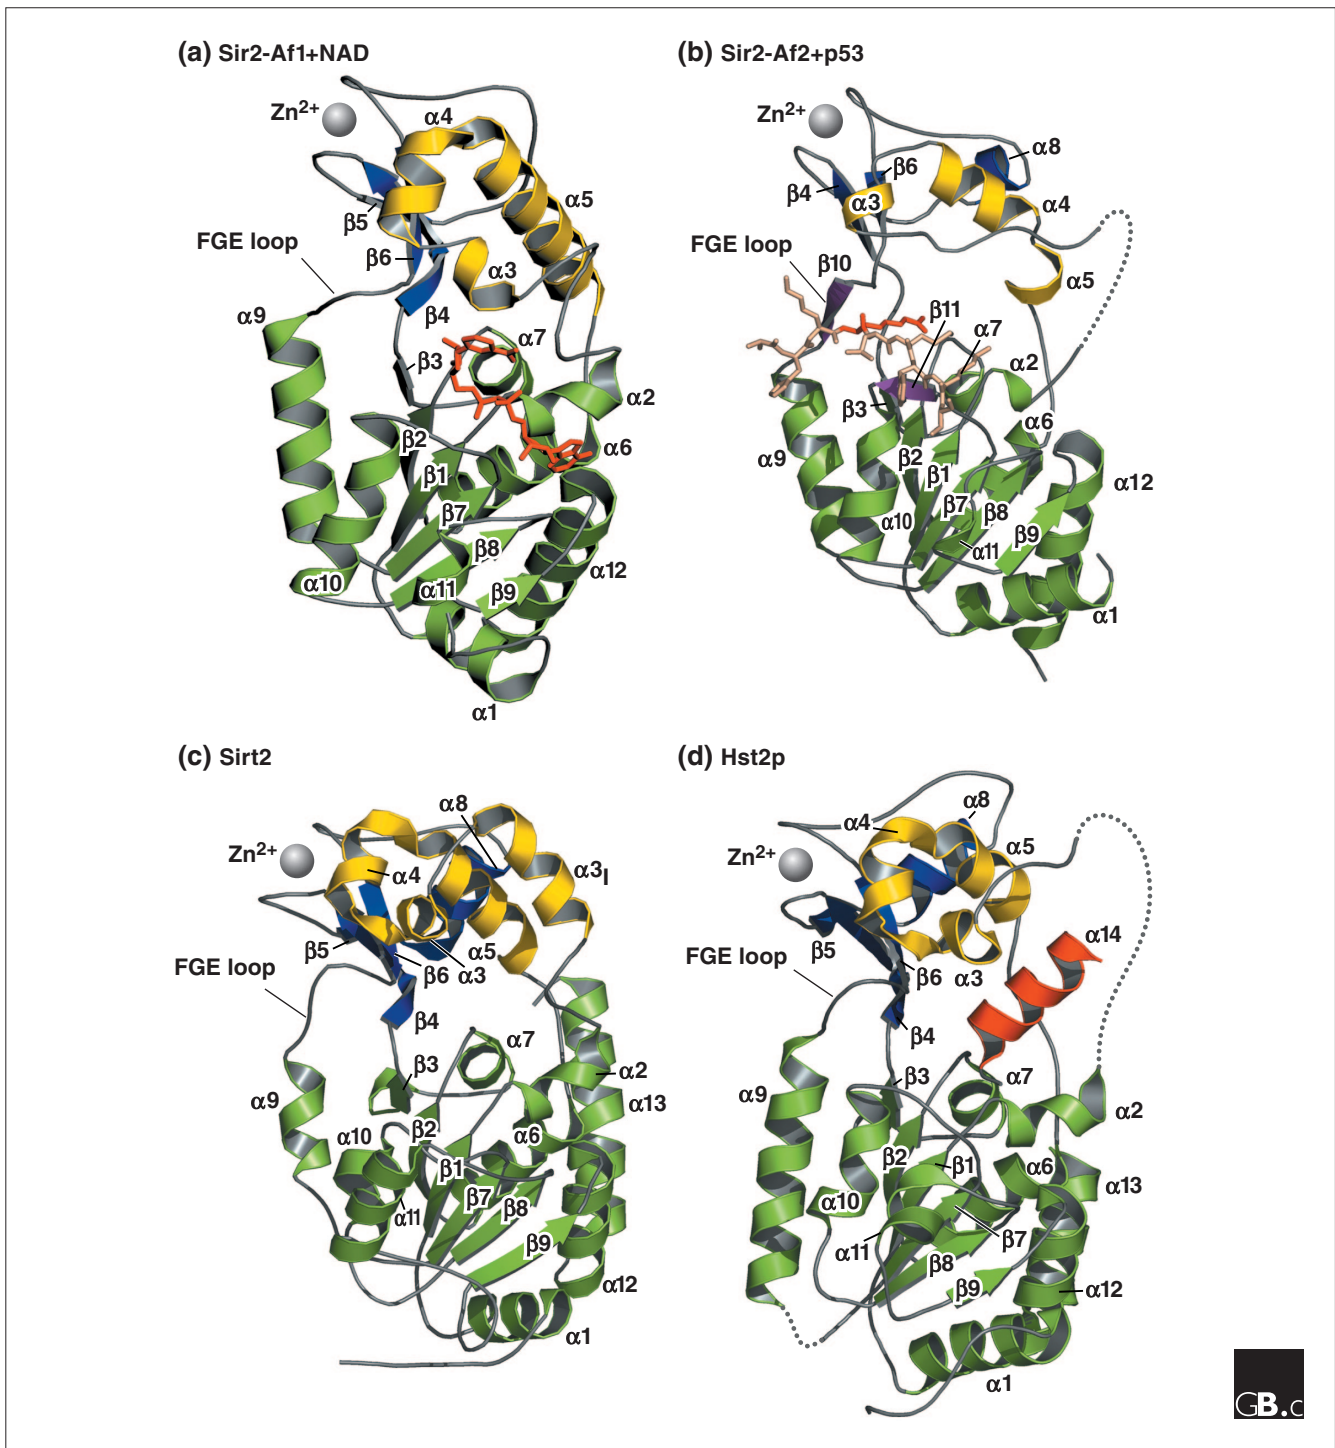 (a) Sir2-Af1+NAD
Zn2+
α4
α5
β5
FGE loop
β6
α3
α9
β4
α7
β3
α2
β2
α6
β1
β7
β8
α12
α10
α11
β9
α1
(b) Sir2-Af2+p53
Zn2+
α8
β6
β4
α3
α4
FGE loop
β10
α5
β11
α7
α2
β3
α6
α9
β2
β1
α12
β7
β8
α10
α11
β9
α1
(c) Sirt2
α8
Zn2+
α4
α3I
β5
α5
FGE loop
β6
α3
β4
α7
β3
α2
α9
α13
α10
β2
α6
β1
β7
α11
β8
β9
α12
α1
(d) Hst2p
α8
α4
α5
Zn2+
α14
β5
FGE loop
β6
α3
β4
β3
α7
α9
α2
β2
β1
α6
α13
α10
α11
β7
β8
β9
α12
α1
GB.c